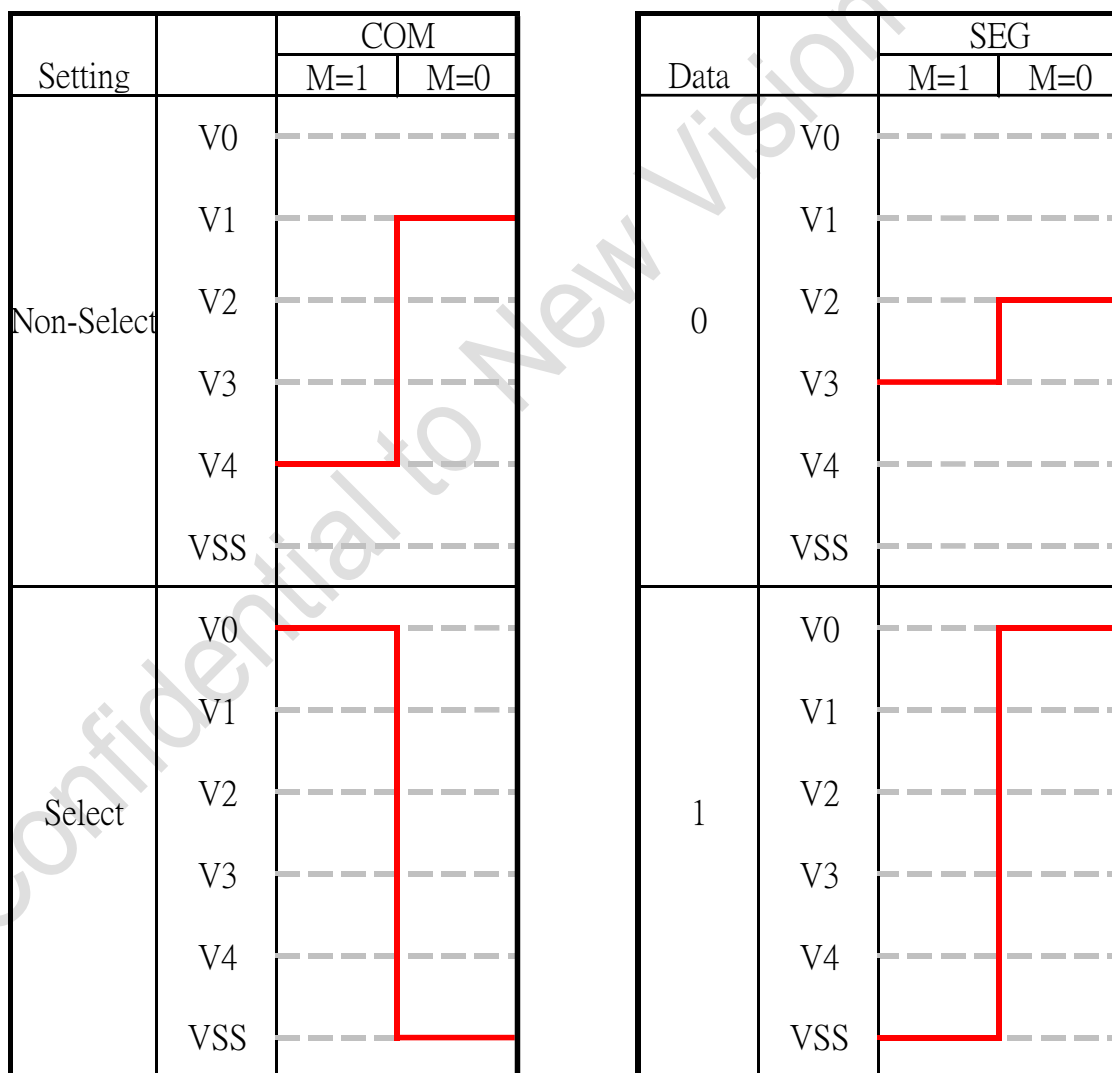 COM
Setting M=1 M=0
Non-Select
V0
V1
V2
V3
V4
VSS
Select
V0
V1
V2
V3
V4
VSS
SEG
Data M=1 M=0
0
V0
V1
V2
V3
V4
VSS
1
V0
V1
V2
V3
V4
VSS
Confidential to New Vision